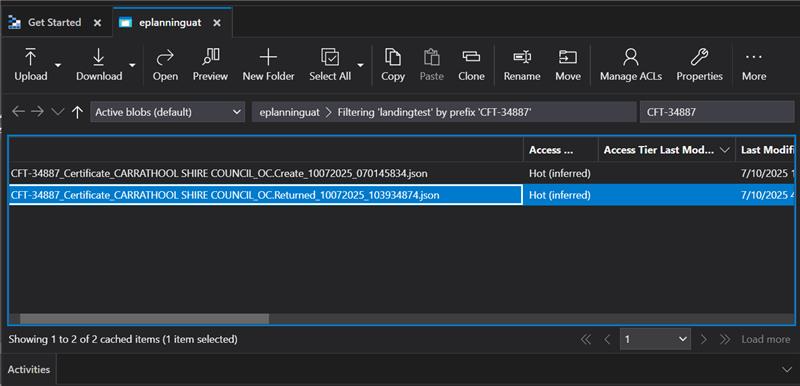 Get Started
eplanninguat
Upload Download Open Preview New Folder Select All Copy Paste Clone Rename Move Manage ACLs Properties More
Active blobs (default) eplanninguat Filtering 'landingtest' by prefix 'CFT-34887' CFT-34887
Access ... Access Tier Last Mod... Last Modifi
CFT-34887_Certificate_CARRATHOOL SHIRE COUNCIL_OC.Create_10072025_070145834.json Hot (inferred) 7/10/2025 1
CFT-34887_Certificate_CARRATHOOL SHIRE COUNCIL_OC.Returned_10072025_103934874.json Hot (inferred) 7/10/2025 4
Showing 1 to 2 of 2 cached items (1 item selected) 1 Load more
Activities